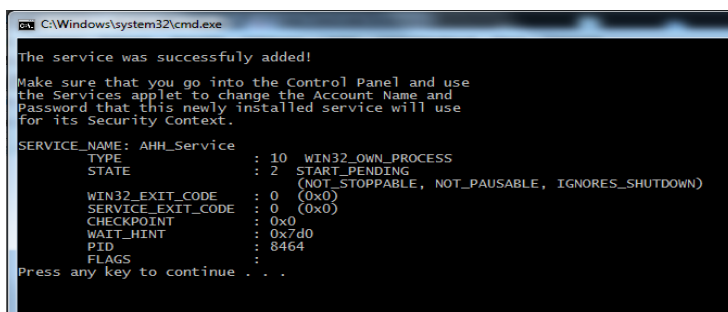 C:\Windows\system32\cmd.exe
The service was successfuly added!
Make sure that you go into the Control Panel and use
the Services applet to change the Account Name and
Password that this newly installed service will use
for its Security Context.
SERVICE_NAME: AHH_Service
TYPE : 10 WIN32_OWN_PROCESS
STATE : 2 START_PENDING
(NOT_STOPPABLE, NOT_PAUSABLE, IGNORES_SHUTDOWN)
WIN32_EXIT_CODE : 0 (0x0)
SERVICE_EXIT_CODE : 0 (0x0)
CHECKPOINT : 0x0
WAIT_HINT : 0x7d0
PID : 8464
FLAGS :
Press any key to continue . . .